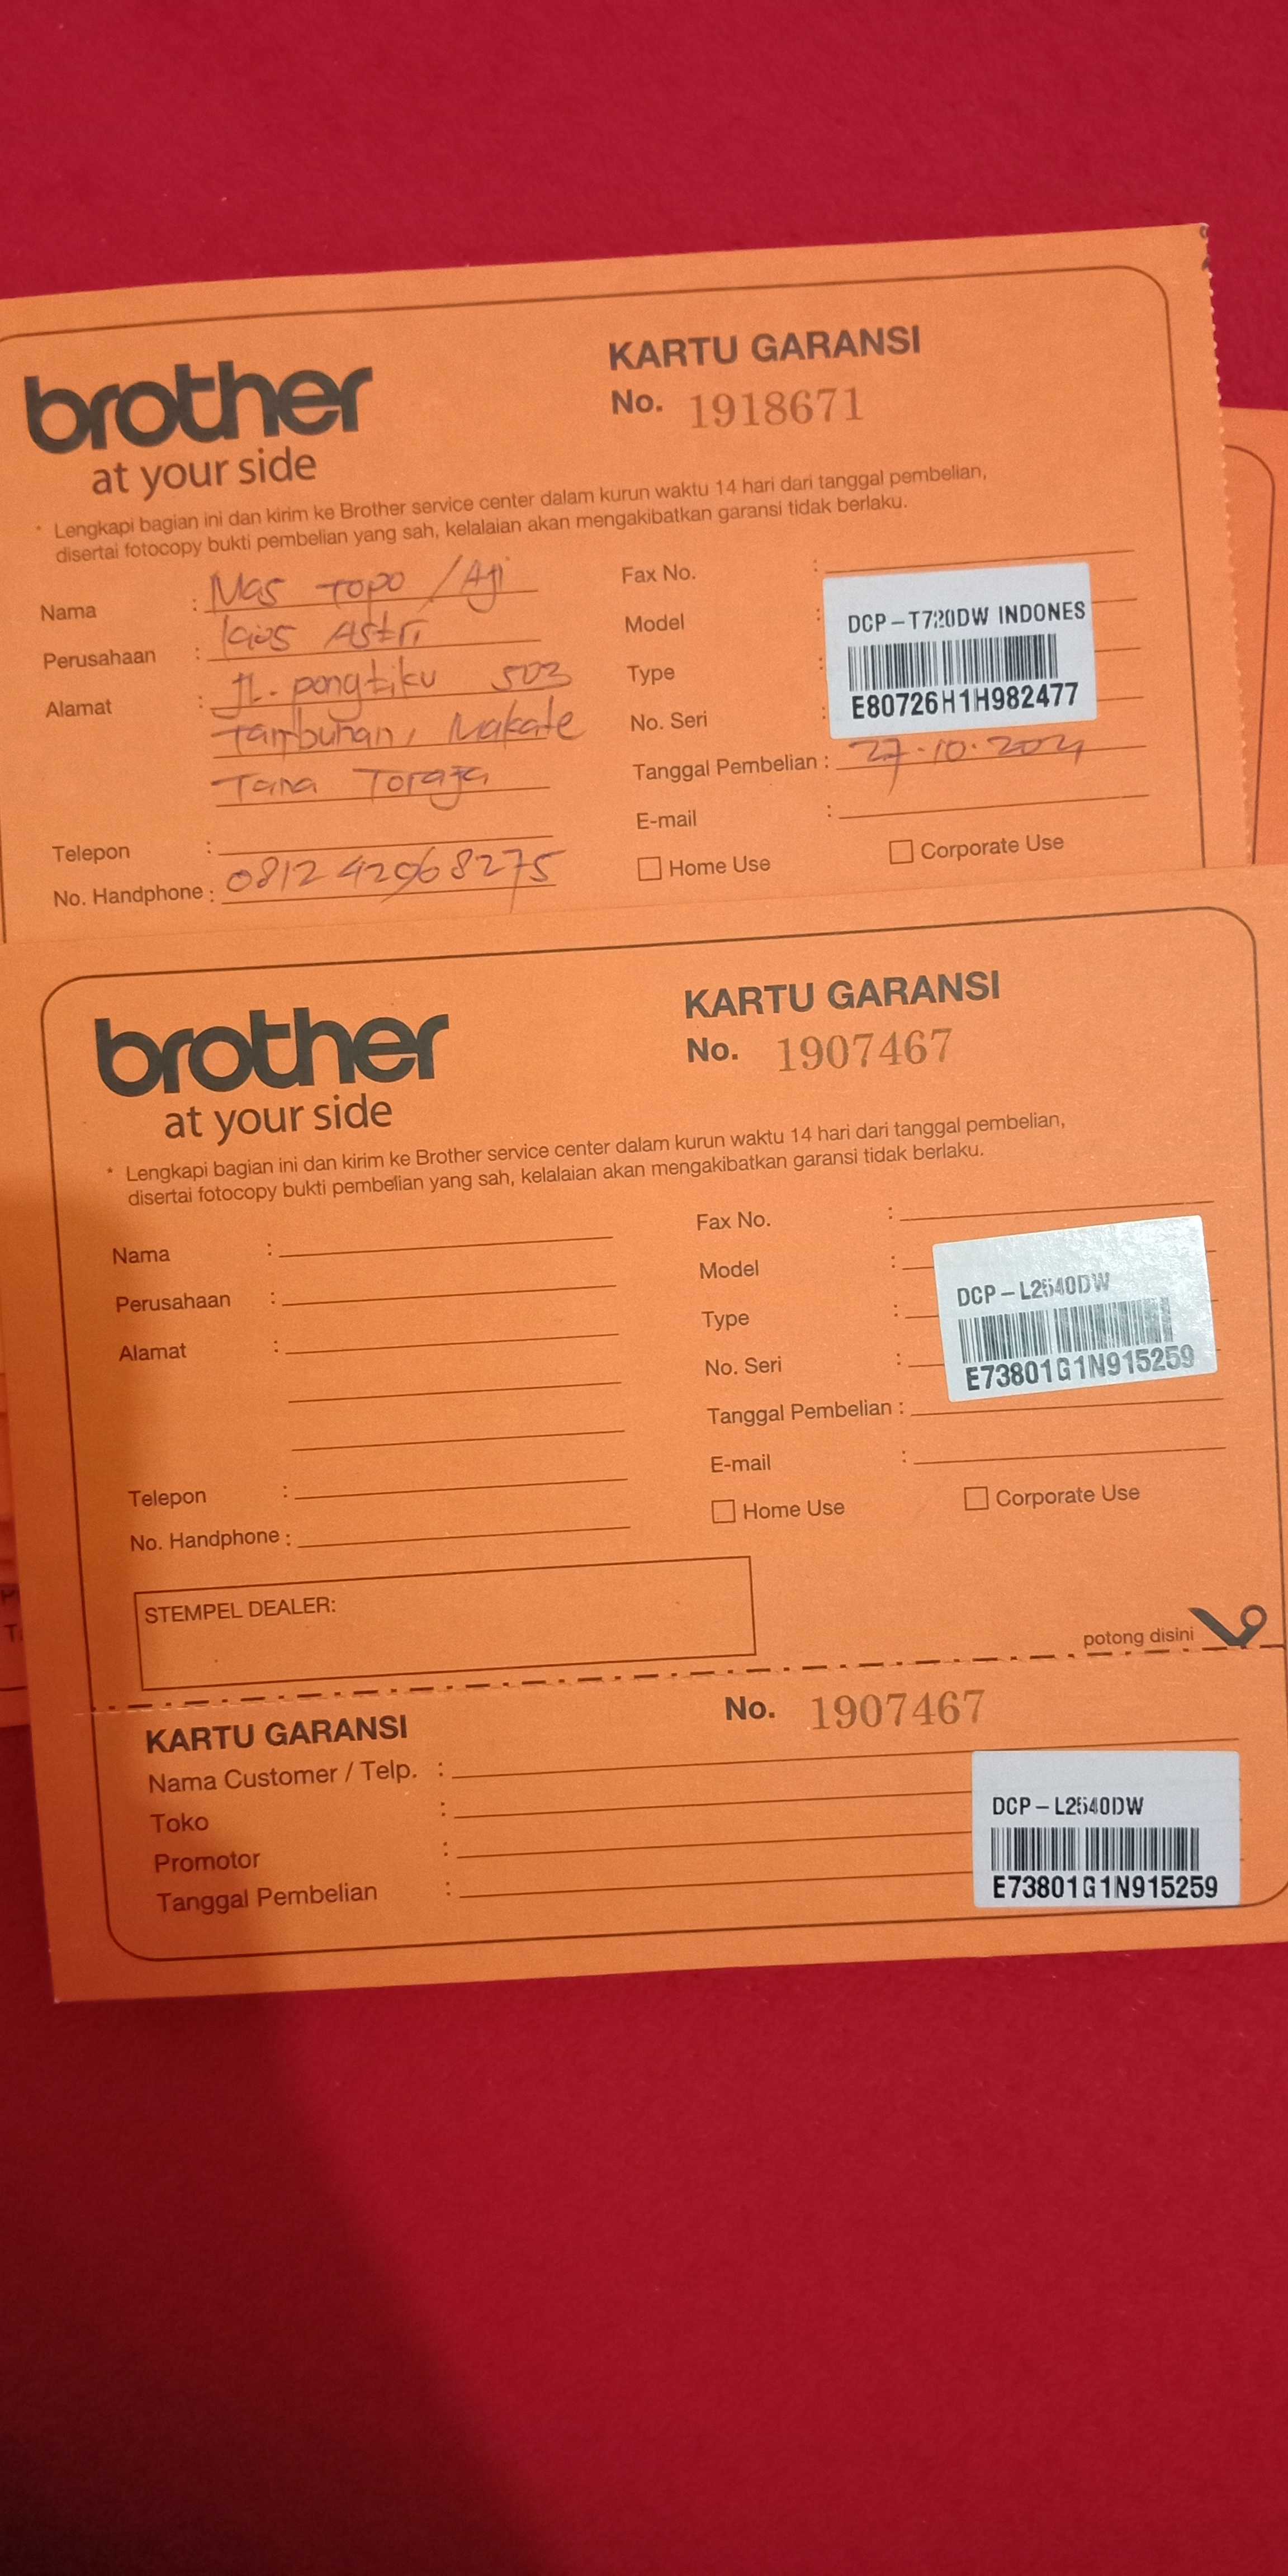 brother
at your side
KARTU GARANSI
No. 1918671
* Lengkapi bagian ini dan kirim ke Brother service center dalam kurun waktu 14 hari dari tanggal pembelian,
disertai fotocopy bukti pembelian yang sah, kelalaian akan mengakibatkan garansi tidak berlaku.
Nama : Mas Topo / Aji
Perusahaan : Kios Astri
Alamat : Jl. pongtiku 503
Tambunan, Makale
Tana Toraja
Telepon :
No. Handphone : 0812 42968275
Fax No. :
Model :
Type :
No. Seri :
DCP-T720DW INDONES
E80726H1H982477
Tanggal Pembelian : 27.10.2021
E-mail :
Home Use
Corporate Use
brother
at your side
KARTU GARANSI
No. 1907467
* Lengkapi bagian ini dan kirim ke Brother service center dalam kurun waktu 14 hari dari tanggal pembelian,
disertai fotocopy bukti pembelian yang sah, kelalaian akan mengakibatkan garansi tidak berlaku.
Nama :
Perusahaan :
Alamat :
Telepon :
No. Handphone :
Fax No. :
Model :
Type :
No. Seri :
DCP-L2540DW
E73801G1N915259
Tanggal Pembelian :
E-mail :
Home Use
Corporate Use
STEMPEL DEALER:
potong disini
KARTU GARANSI
No. 1907467
Nama Customer / Telp. :
Toko :
Promotor :
Tanggal Pembelian :
DCP-L2540DW
E73801G1N915259